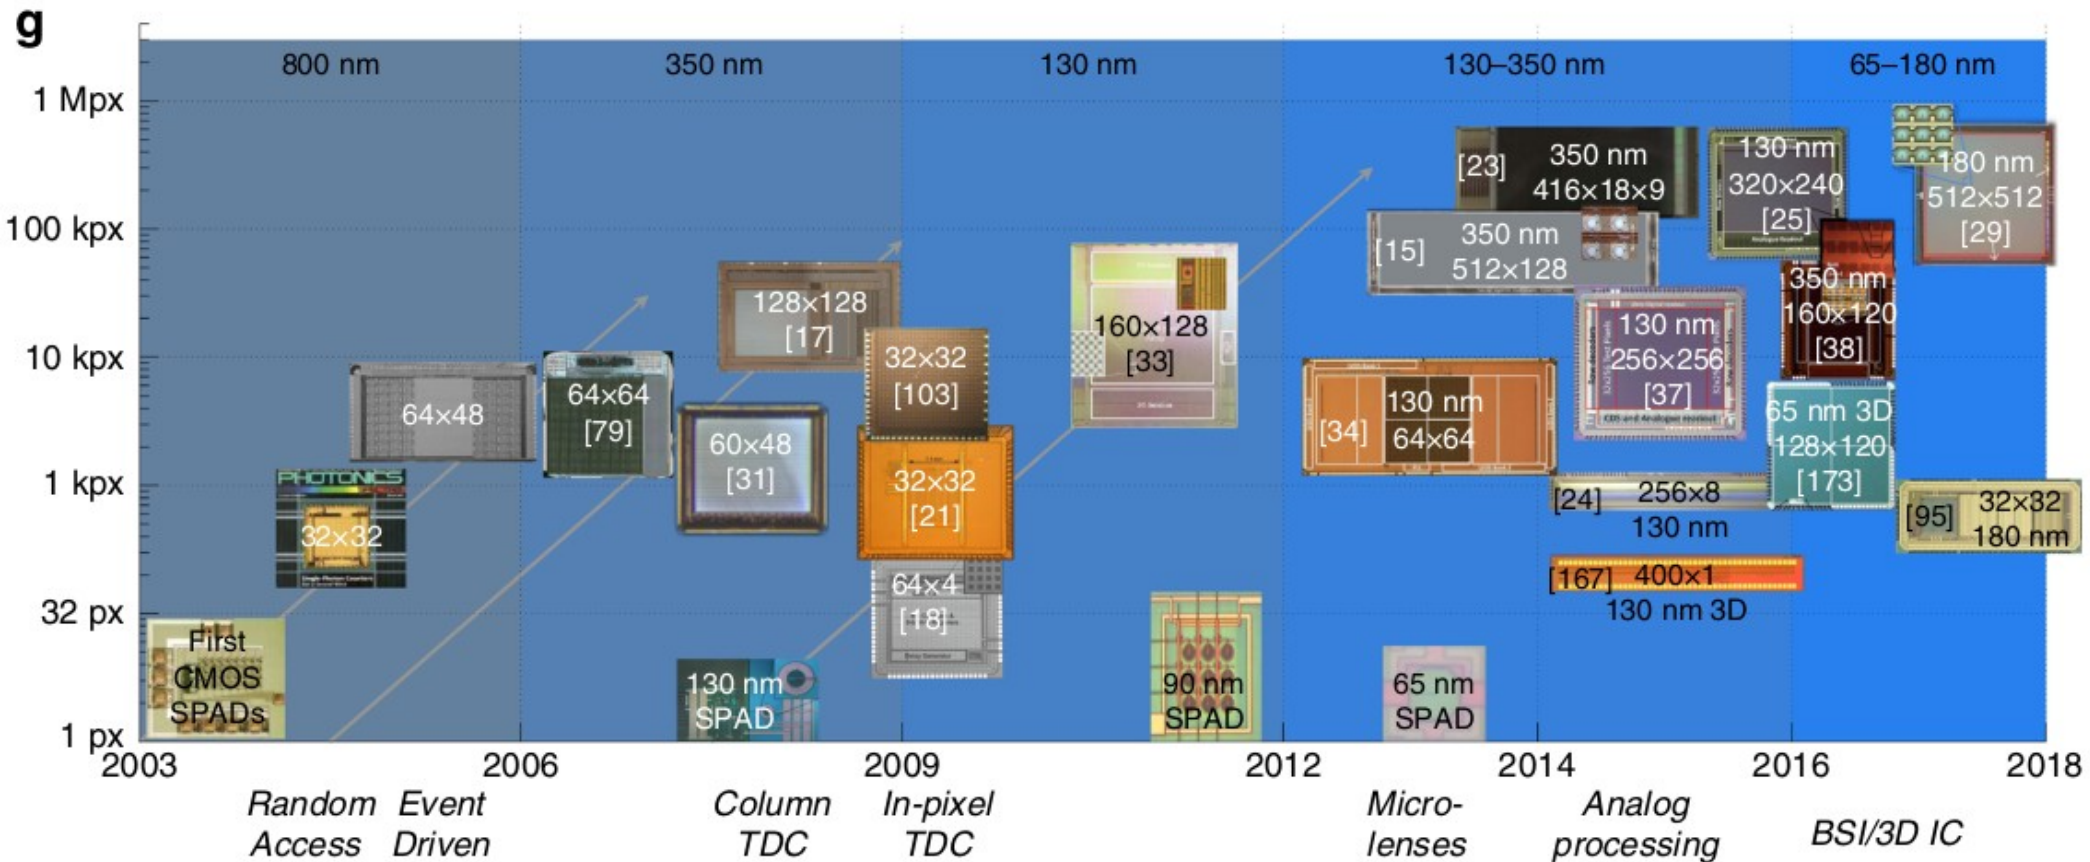 g
800 nm
350 nm
130 nm
130–350 nm
65–180 nm
1 Mpx
100 kpx
10 kpx
1 kpx
32 px
1 px
First
CMOS
SPADs
PHOTONICS
32×32
64×48
64×64
[79]
128×128
[17]
60×48
[31]
130 nm
SPAD
32×32
[103]
32×32
[21]
64×4
[18]
160×128
[33]
90 nm
SPAD
65 nm
SPAD
[34]
130 nm
64×64
[23]
350 nm
416×18×9
[15]
350 nm
512×128
130 nm
256×256
[37]
CDS and Analogue readout
[24]
256×8
130 nm
[167]
400×1
130 nm 3D
130 nm
320×240
[25]
Analogue Readout
350 nm
160×120
[38]
65 nm 3D
128×120
[173]
180 nm
512×512
[29]
[95]
32×32
180 nm
2003
2006
2009
2012
2014
2016
2018
Random
Access
Event
Driven
Column
TDC
In-pixel
TDC
Micro-
lenses
Analog
processing
BSI/3D IC